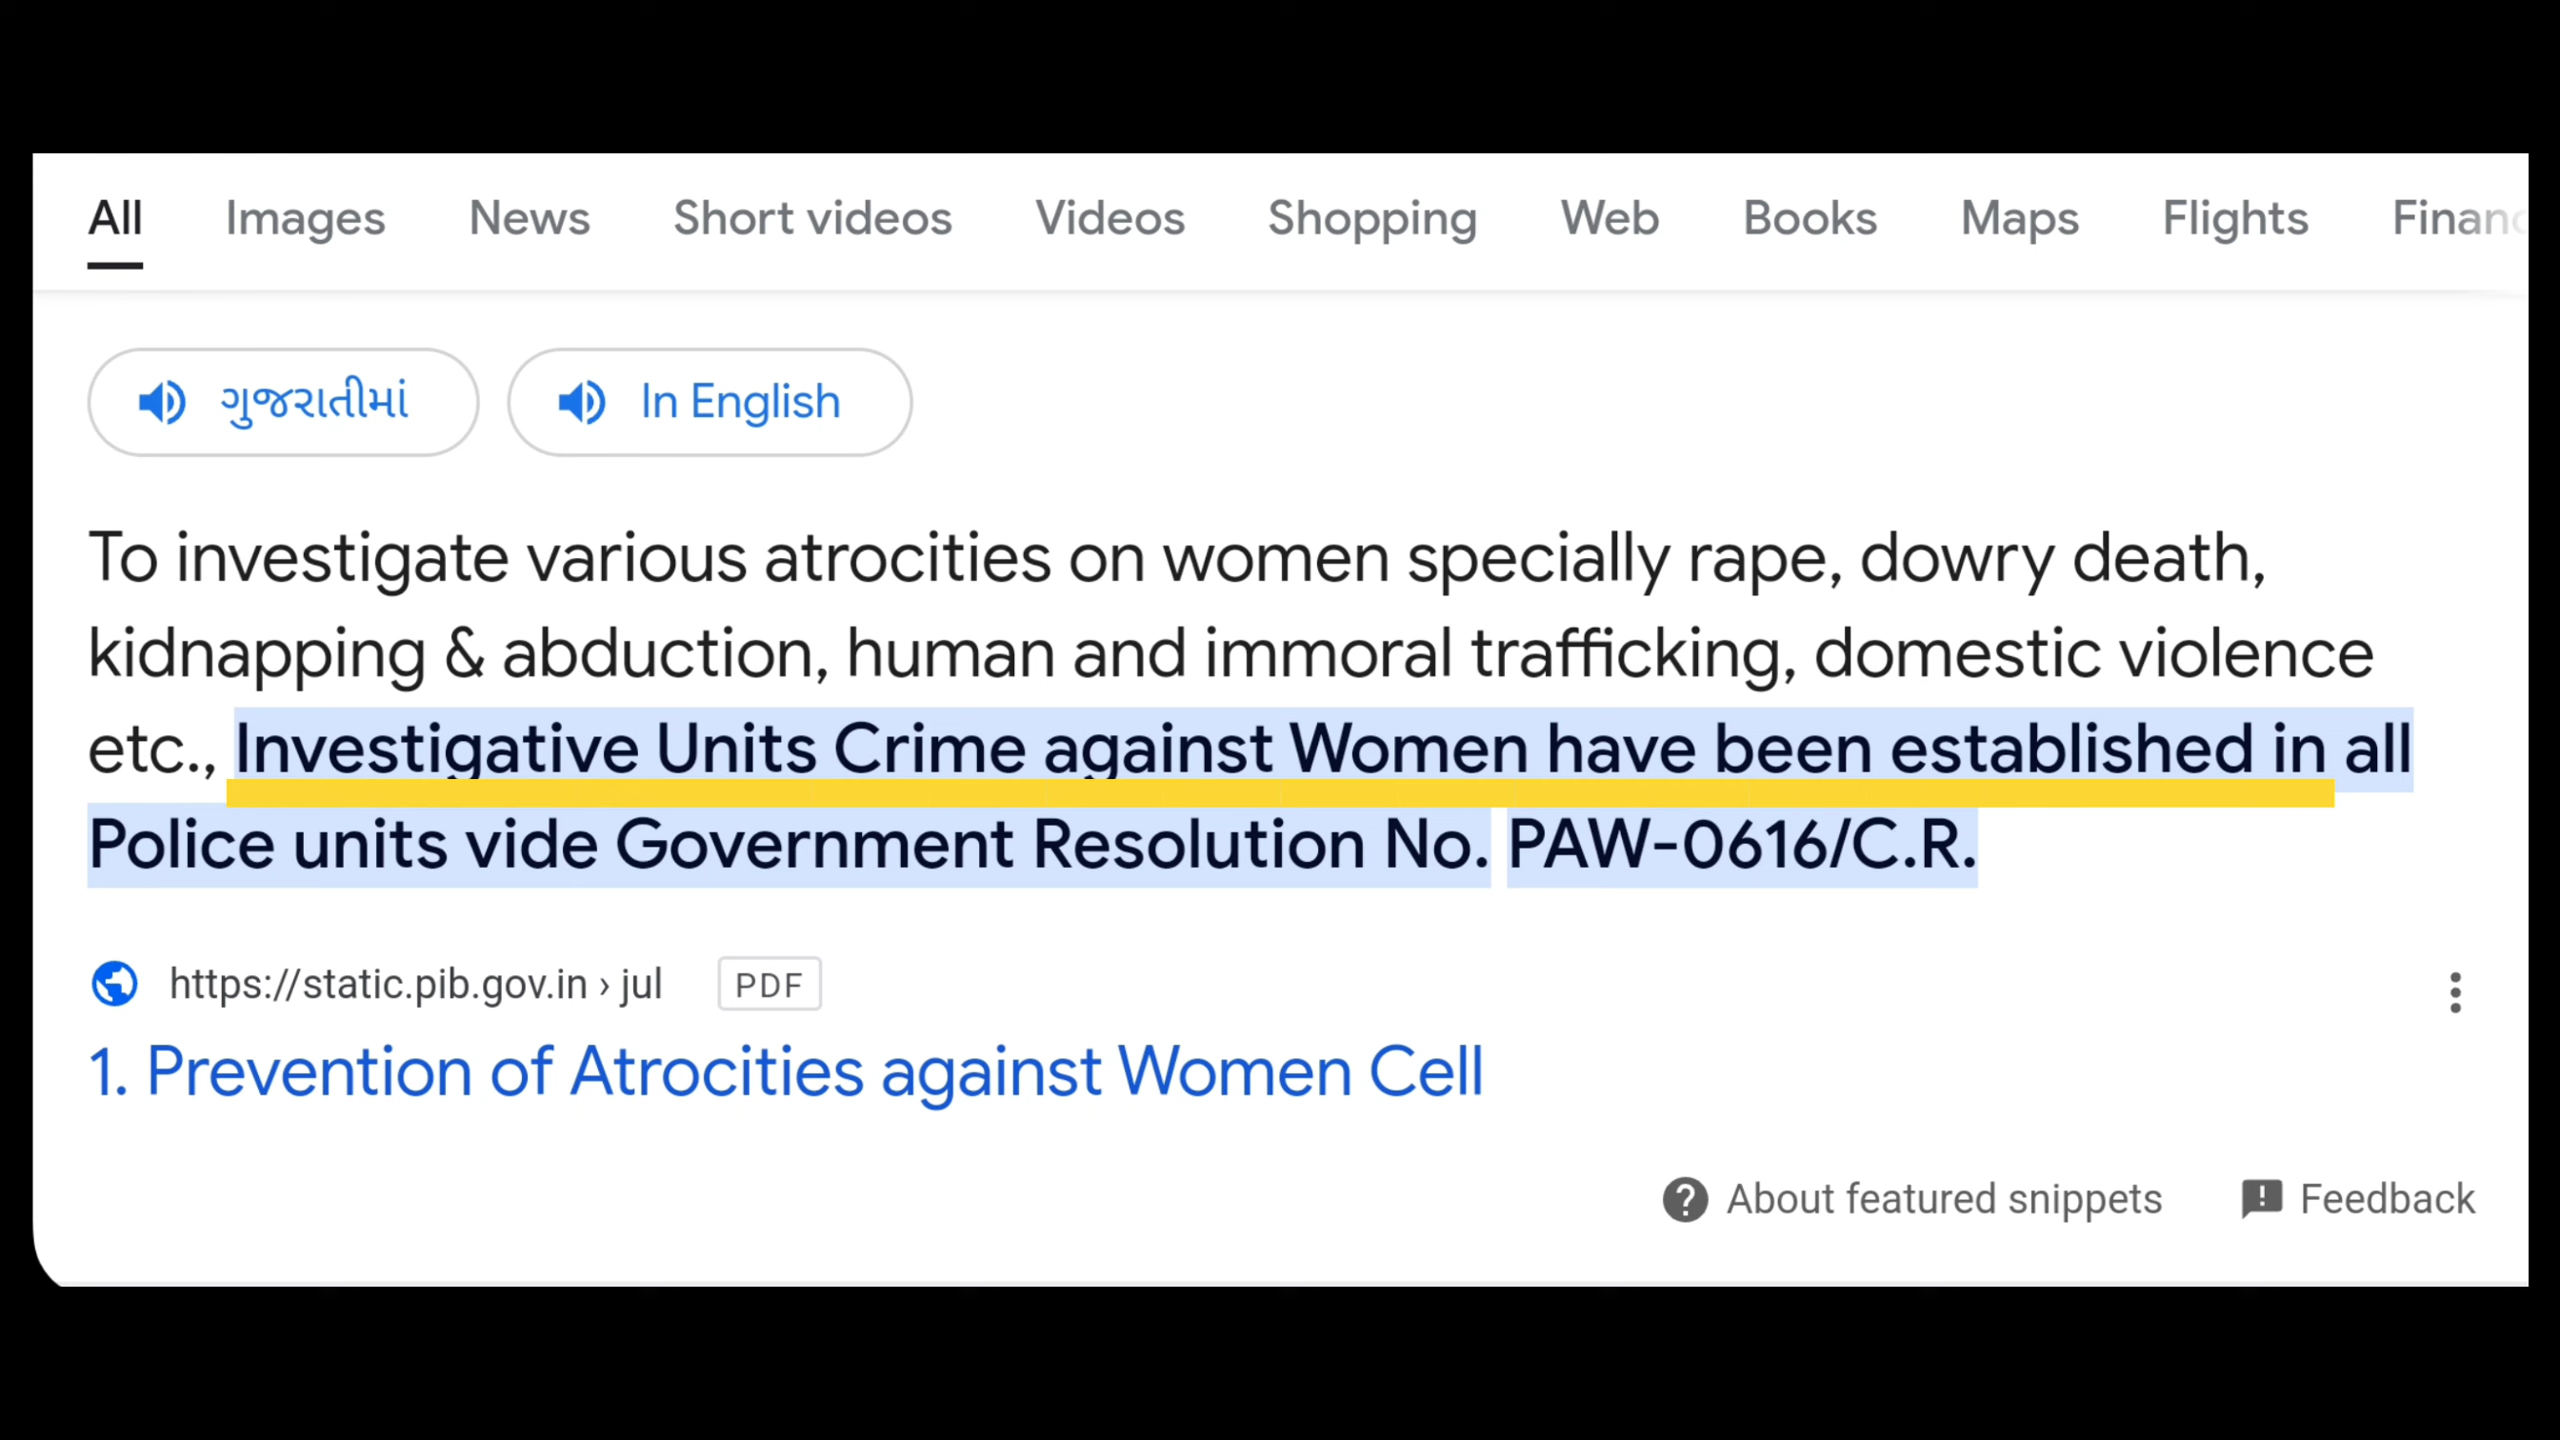 All Images News Short videos Videos Shopping Web Books Maps Flights Financ
ગુજરાતીમાં In English
To investigate various atrocities on women specially rape, dowry death,
kidnapping & abduction, human and immoral trafficking, domestic violence
etc., Investigative Units Crime against Women have been established in all
Police units vide Government Resolution No. PAW-0616/C.R.
https://static.pib.gov.in › jul PDF
1. Prevention of Atrocities against Women Cell
About featured snippets Feedback